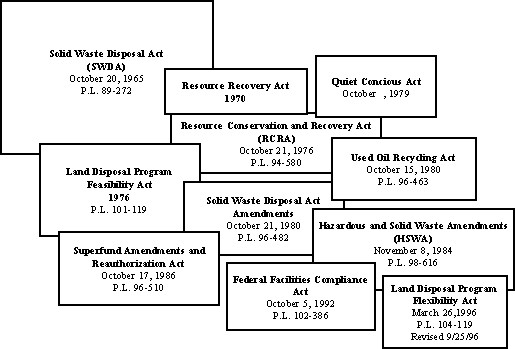 Solid Waste Disposal Act
(SWDA)
October 20, 1965
P.L. 89-272
Resource Recovery Act
1970
Quiet Concious Act
October , 1979
Resource Conservation and Recovery Act
(RCRA)
October 21, 1976
P.L. 94-580
Used Oil Recycling Act
October 15, 1980
P.L. 96-463
Land Disposal Program
Feasibility Act
1976
P.L. 101-119
Solid Waste Disposal Act
Amendments
October 21, 1980
P.L. 96-482
Hazardous and Solid Waste Amendments
(HSWA)
November 8, 1984
P.L. 98-616
Superfund Amendments and
Reauthorization Act
October 17, 1986
P.L. 96-510
Federal Facilities Compliance
Act
October 5, 1992
P.L. 102-386
Land Disposal Program
Flexibility Act
March 26,1996
P.L. 104-119
Revised 9/25/96